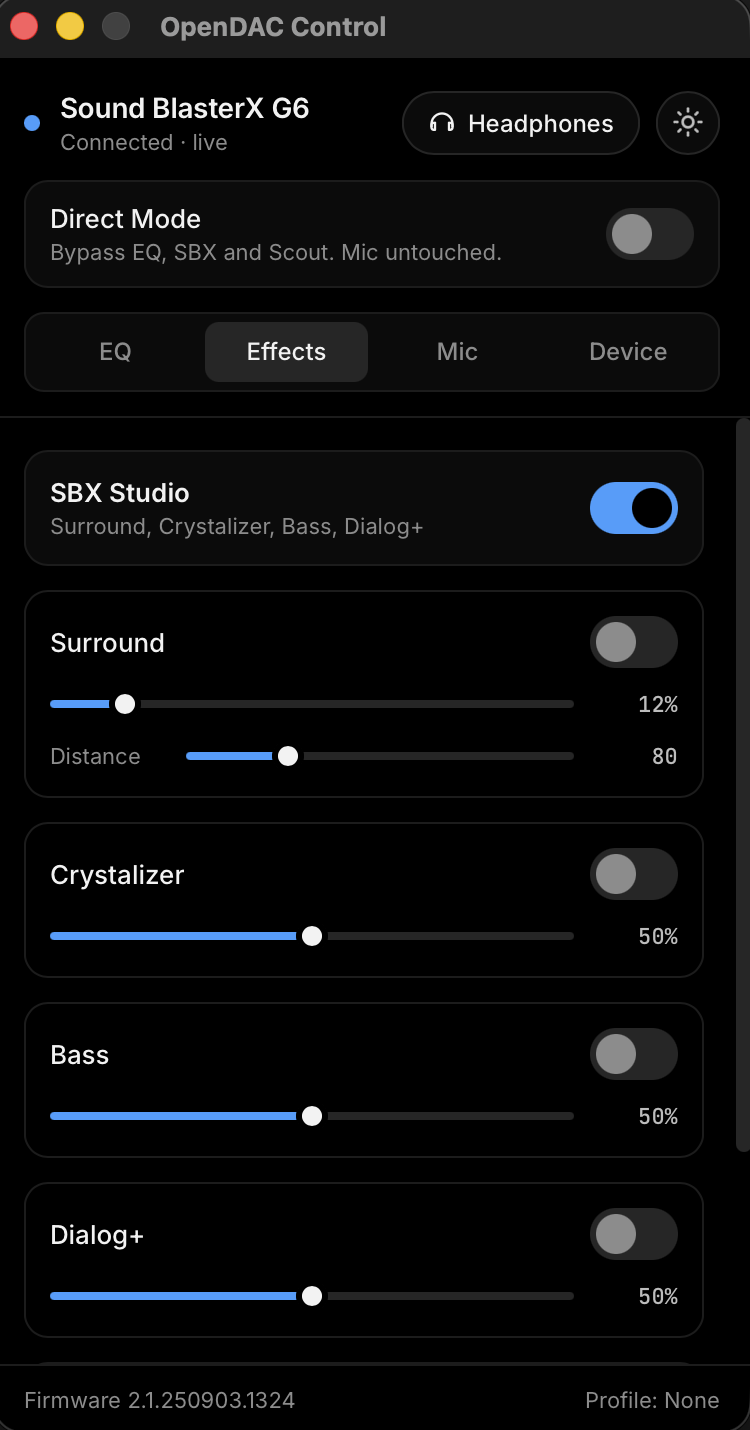 OpenDAC Control
Sound BlasterX G6
Connected · live
Headphones
Direct Mode
Bypass EQ, SBX and Scout. Mic untouched.
EQ Effects Mic Device
SBX Studio
Surround, Crystalizer, Bass, Dialog+
Surround
12%
Distance 80
Crystalizer
50%
Bass
50%
Dialog+
50%
Firmware 2.1.250903.1324 Profile: None